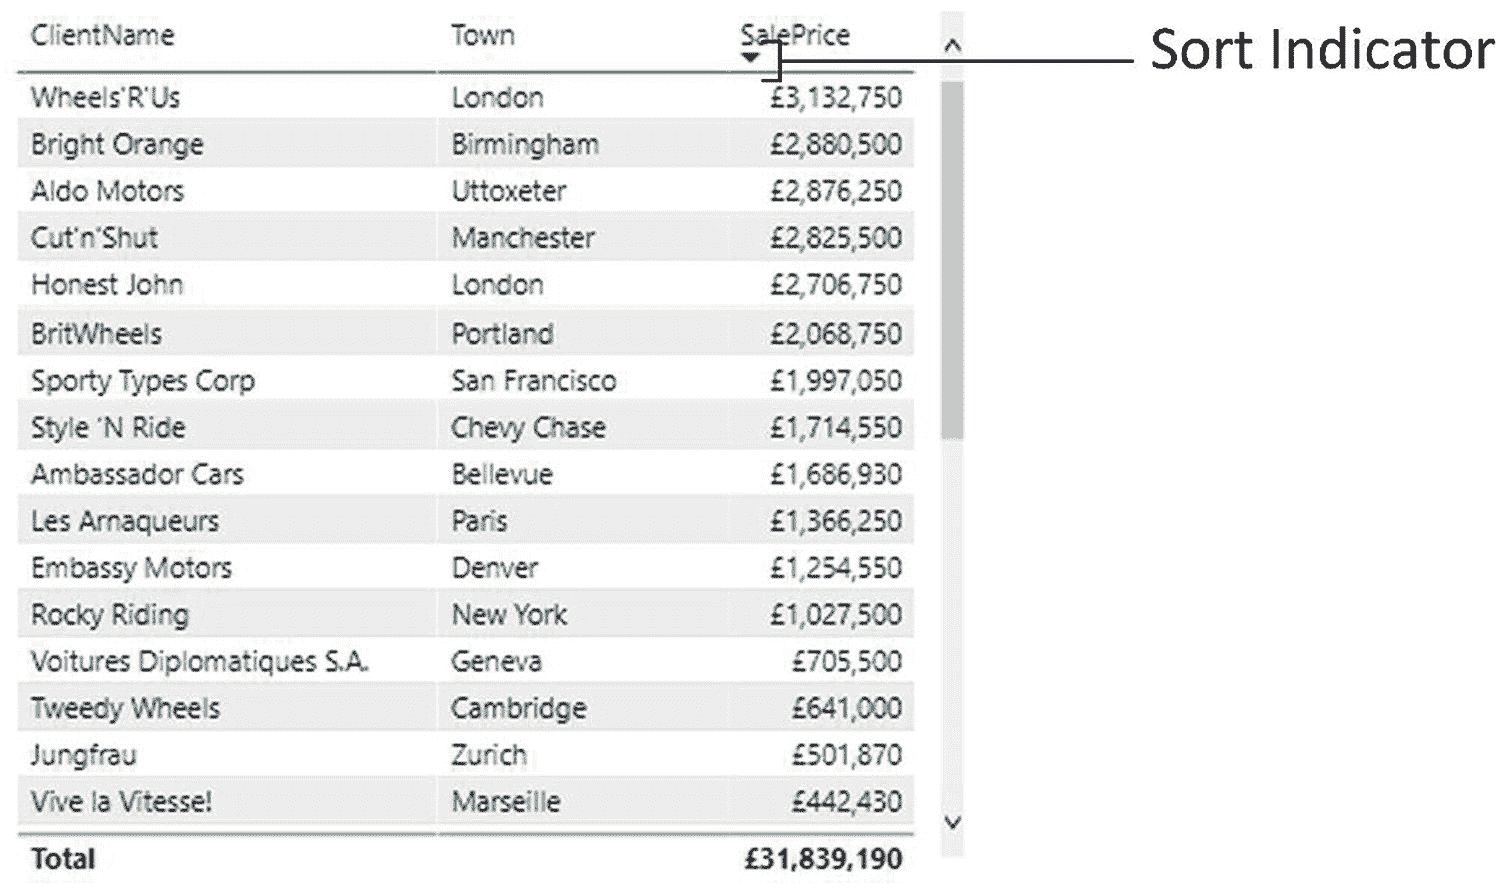 ClientName Town SalePrice
Sort Indicator
Wheels'R'Us London £3,132,750
Bright Orange Birmingham £2,880,500
Aldo Motors Uttoxeter £2,876,250
Cut'n'Shut Manchester £2,825,500
Honest John London £2,706,750
BritWheels Portland £2,068,750
Sporty Types Corp San Francisco £1,997,050
Style 'N Ride Chevy Chase £1,714,550
Ambassador Cars Bellevue £1,686,930
Les Arnaqueurs Paris £1,366,250
Embassy Motors Denver £1,254,550
Rocky Riding New York £1,027,500
Voitures Diplomatiques S.A. Geneva £705,500
Tweedy Wheels Cambridge £641,000
Jungfrau Zurich £501,870
Vive la Vitesse! Marseille £442,430
Total £31,839,190